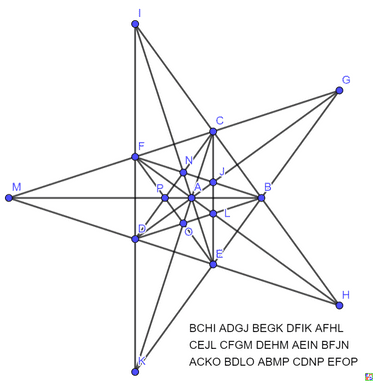 I
G
C
F
N
J
M
P
A
B
L
D
O
E
H
K
BCHI ADGJ BEGK DFIK AFHL
CEJL CFGM DEHM AEIN BFJN
ACKO BDLO ABMP CDNP EFOP